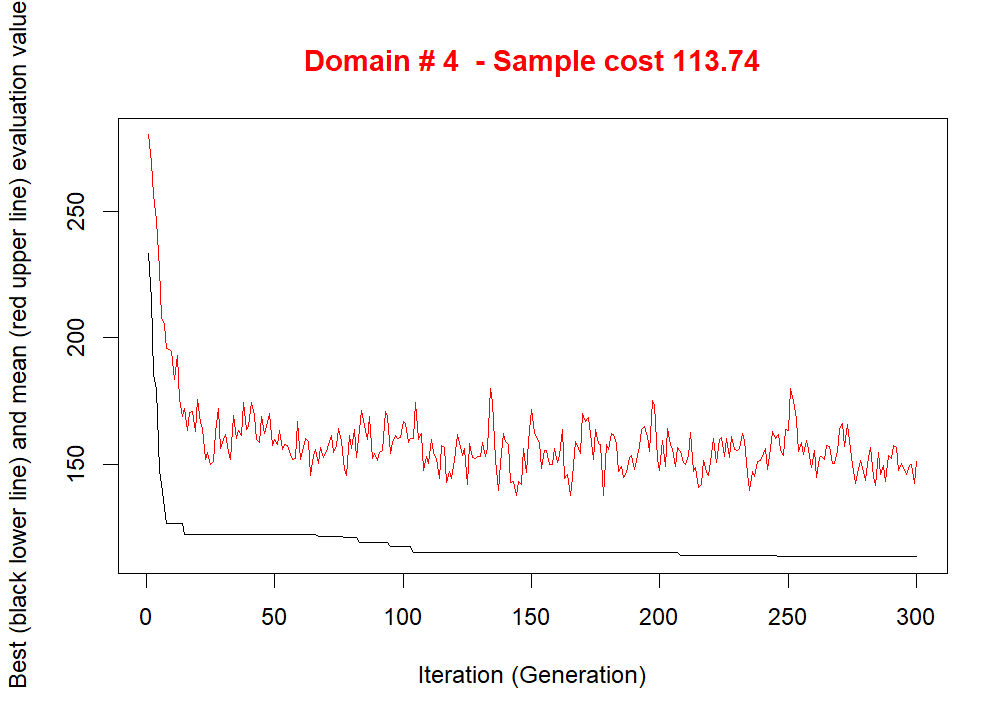 Domain # 4  - Sample cost 113.74
Best (black lower line) and mean (red upper line) evaluation value
250
200
150
0 50 100 150 200 250 300
Iteration (Generation)